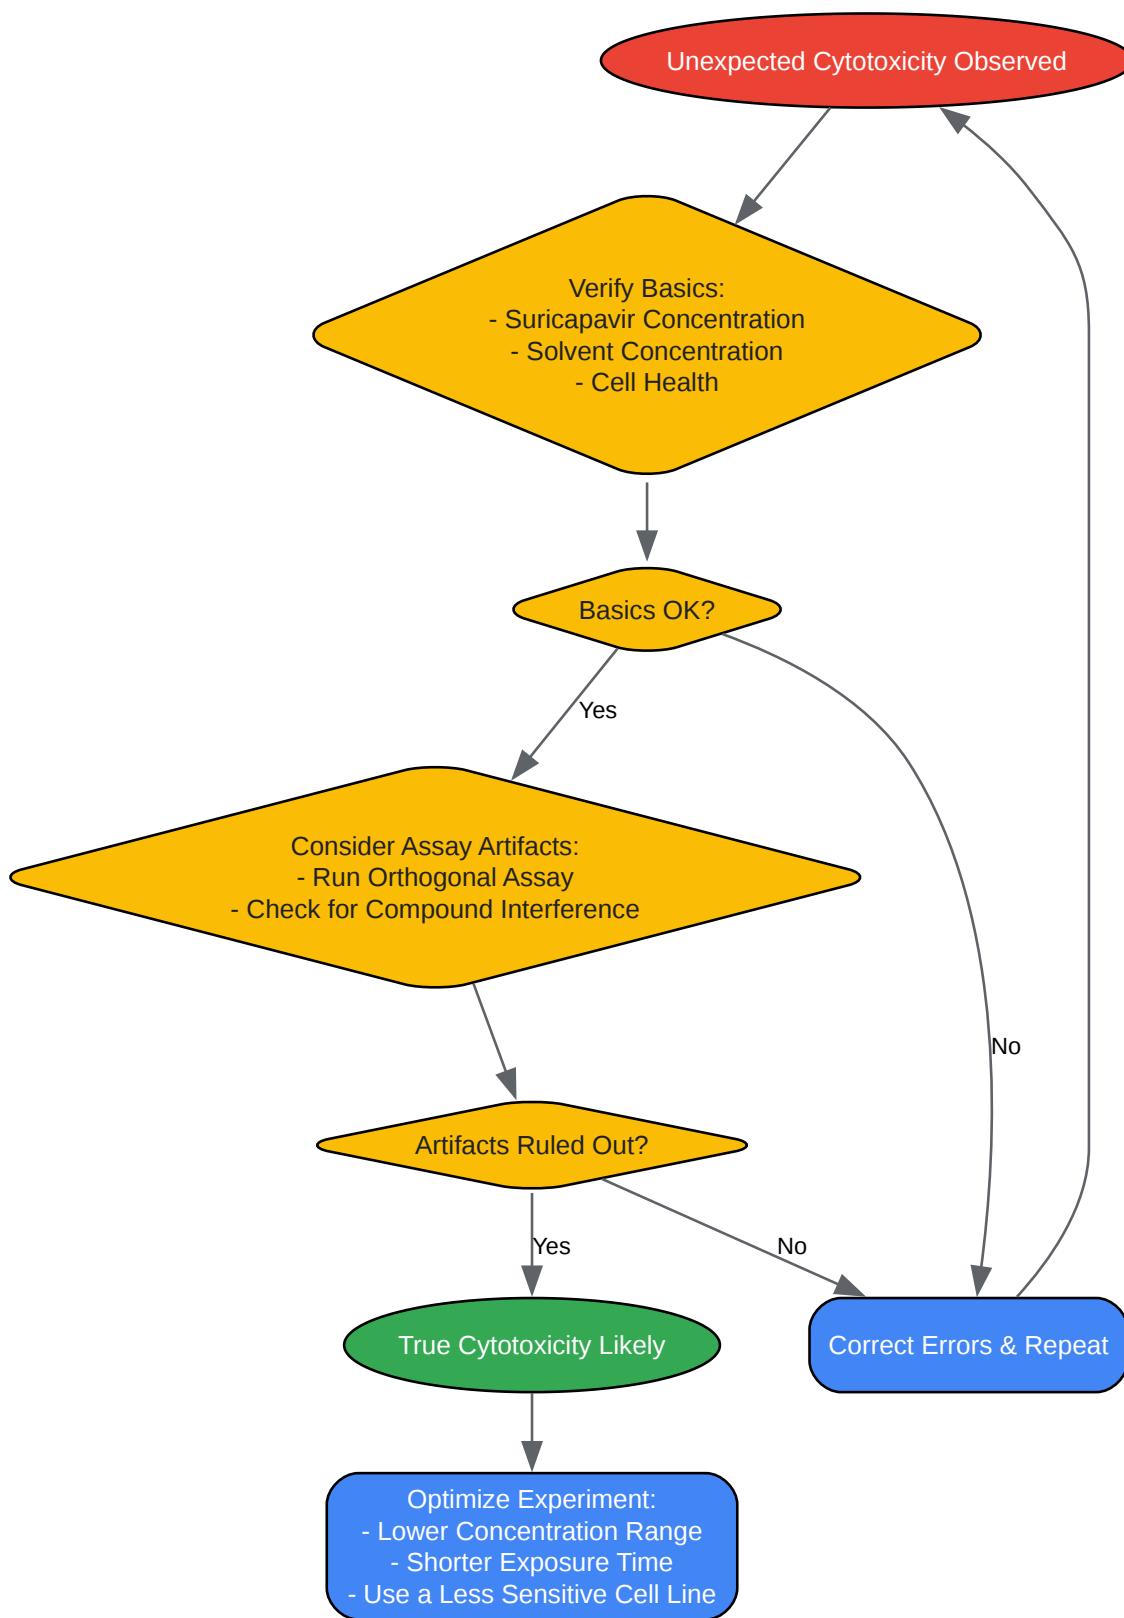 Unexpected Cytotoxicity Observed
Verify Basics:
- Suricapavir Concentration
- Solvent Concentration
- Cell Health
Basics OK?
Yes
Consider Assay Artifacts:
- Run Orthogonal Assay
- Check for Compound Interference
No
Artifacts Ruled Out?
Yes
No
True Cytotoxicity Likely
Correct Errors & Repeat
Optimize Experiment:
- Lower Concentration Range
- Shorter Exposure Time
- Use a Less Sensitive Cell Line